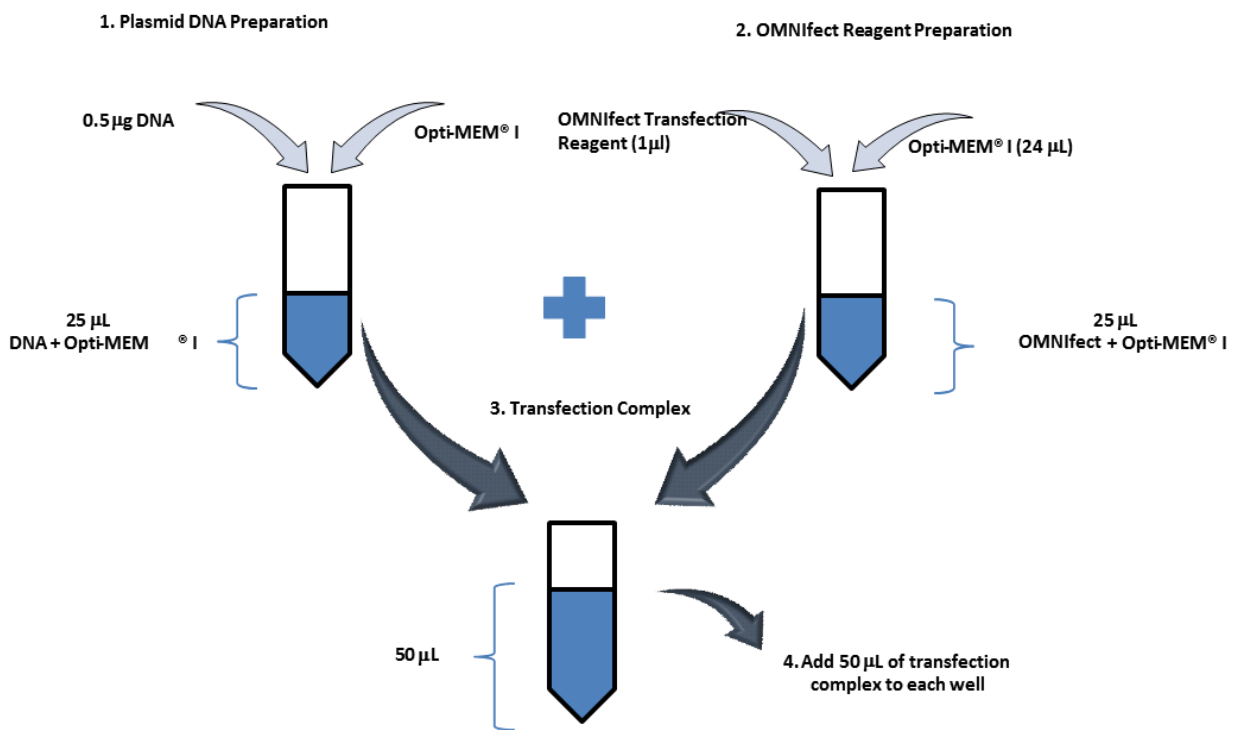 1. Plasmid DNA Preparation
2. OMNIfect Reagent Preparation
0.5 µg DNA
Opti-MEM® I
OMNIfect Transfection
Reagent (1µl)
Opti-MEM® I (24 µL)
25 µL
DNA + Opti-MEM ® I
25 µL
OMNIfect + Opti-MEM® I
3. Transfection Complex
50 µL
4. Add 50 µL of transfection
complex to each well